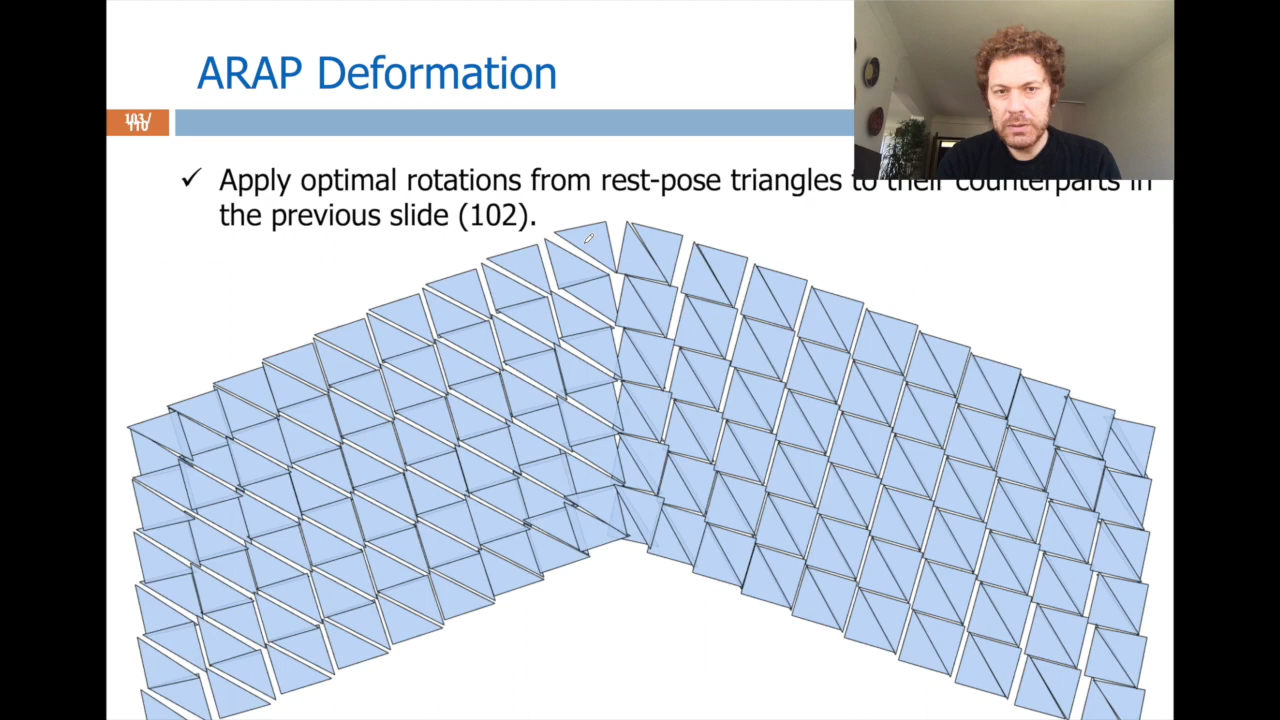 ARAP Deformation
✓ Apply optimal rotations from rest-pose triangles to their counterparts in
the previous slide (102).